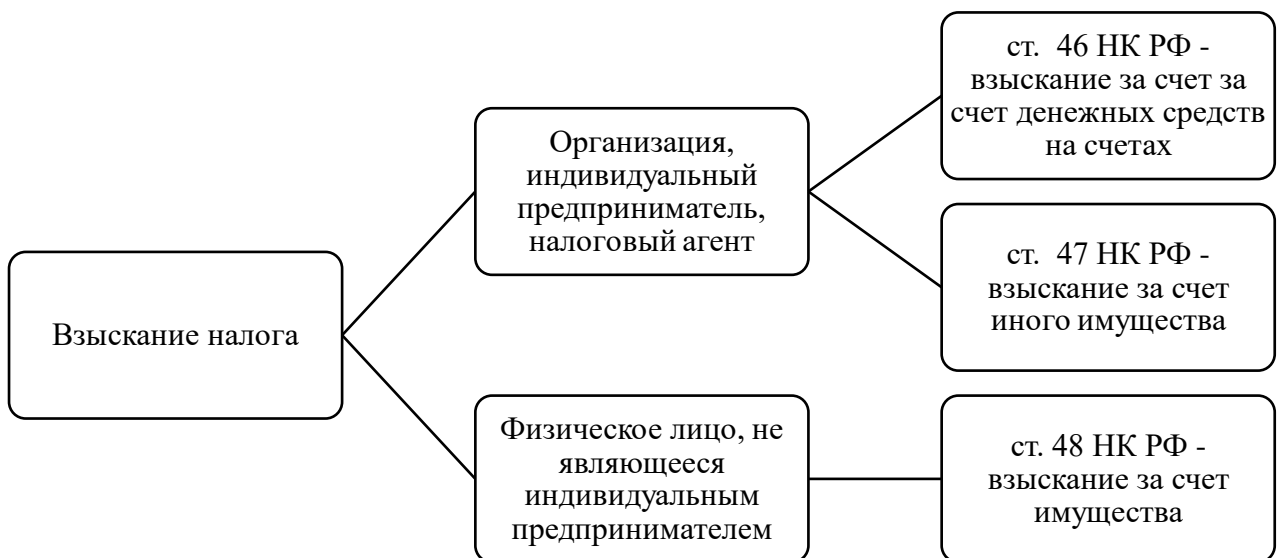 Взыскание налога
Организация,
индивидуальный
предприниматель,
налоговый агент
ст.  46 НК РФ -
взыскание за счет за
счет денежных средств
на счетах
ст.  47 НК РФ -
взыскание за счет
иного имущества
Физическое лицо, не
являющееся
индивидуальным
предпринимателем
ст. 48 НК РФ -
взыскание за счет
имущества